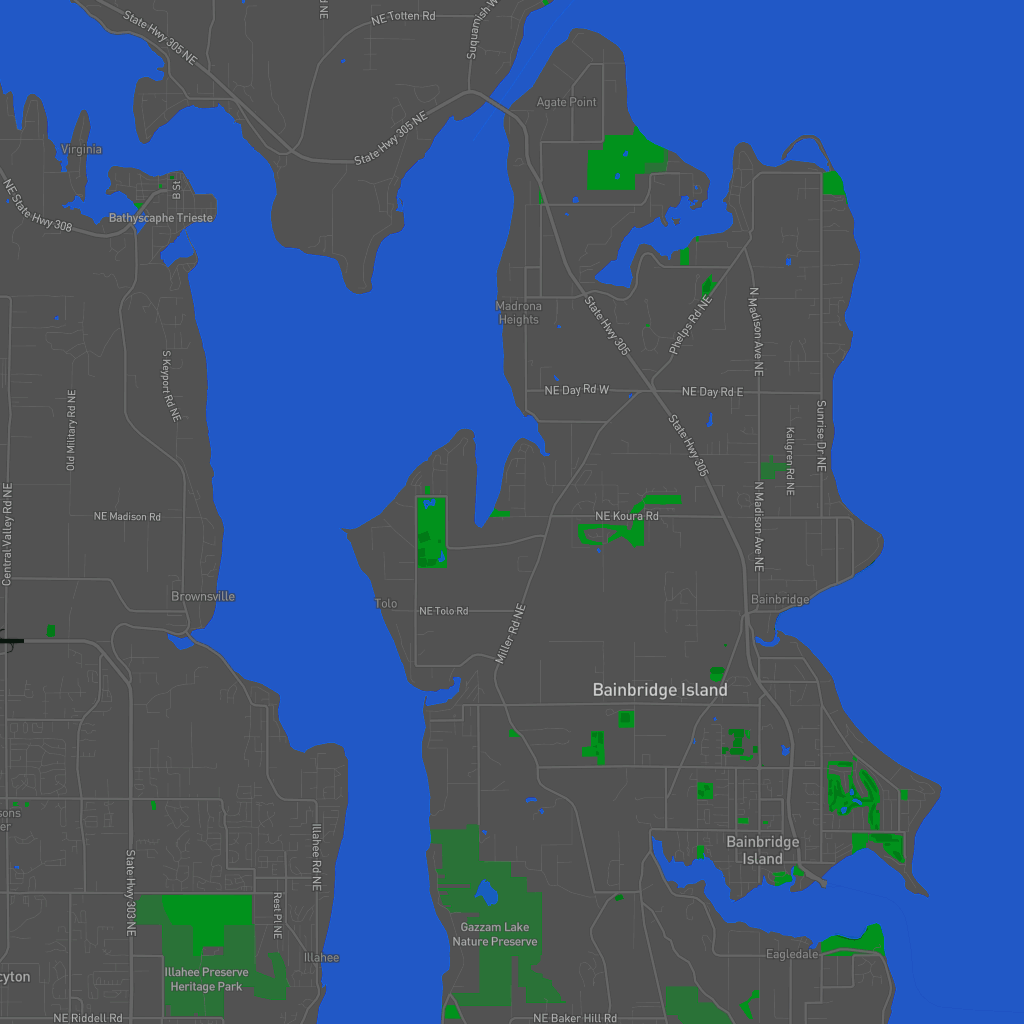 State Hwy 305 NE
NE Totten Rd
NE
Suquamish W
Agate Point
State Hwy 305 NE
Virginia
B St
NE State Hwy 308
Bathyscaphe Trieste
Madrona
Heights
State Hwy 305
Phelps Rd NE
N Madison Ave NE
S Keyport Rd NE
Old Military Rd NE
NE Day Rd W
NE Day Rd E
State Hwy 305
Sunrise Dr NE
Kallgren Rd NE
Central Valley Rd NE
NE Madison Rd
NE Koura Rd
N Madison Ave NE
Brownsville
Tolo
NE Tolo Rd
Bainbridge
Miller Rd NE
Bainbridge Island
sons
er
Illahee Rd NE
State Hwy 303 NE
Bainbridge
Island
Rest Pl NE
Gazzam Lake
Nature Preserve
Illahee
Eagledale
cyton
Illahee Preserve
Heritage Park
NE Riddell Rd
NE Baker Hill Rd